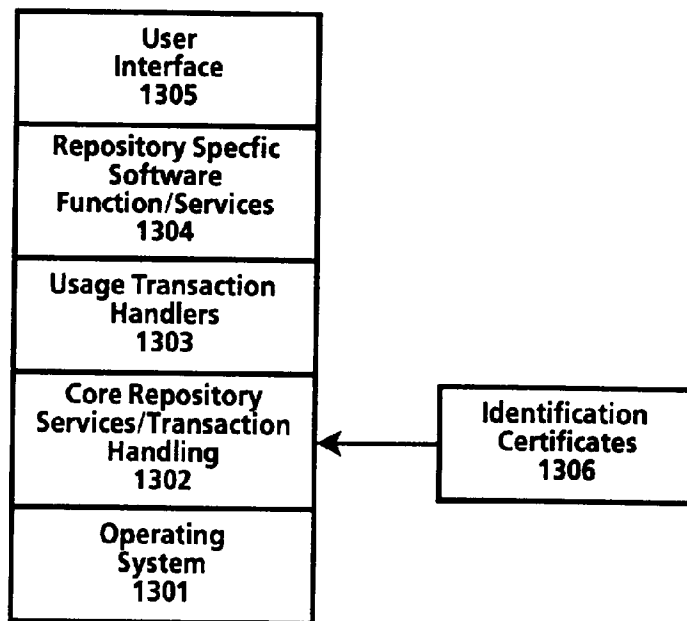 User
Interface
1305
Repository Specfic
Software
Function/Services
1304
Usage Transaction
Handlers
1303
Core Repository
Services/Transaction
Handling
1302
Identification
Certificates
1306
Operating
System
1301